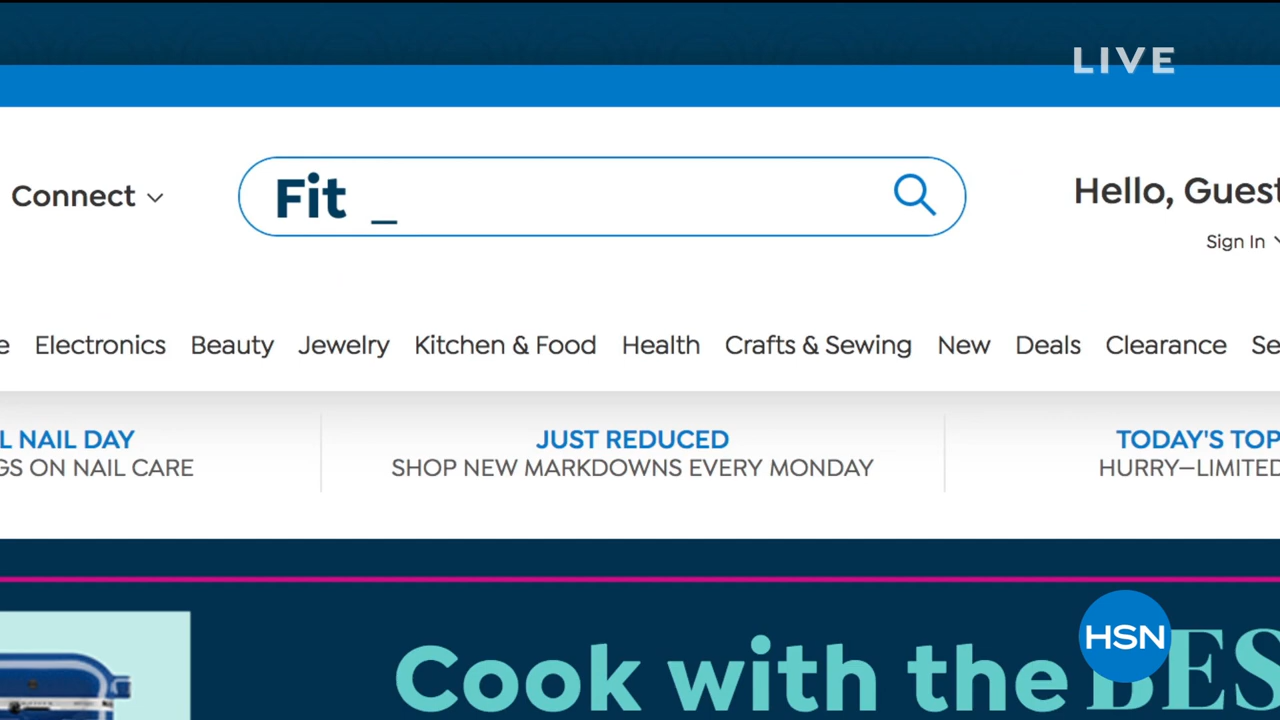 LIVE
Connect
Fit _
Hello, Guest
Sign In
e Electronics Beauty Jewelry Kitchen & Food Health Crafts & Sewing New Deals Clearance Se
L NAIL DAY
GS ON NAIL CARE
JUST REDUCED
SHOP NEW MARKDOWNS EVERY MONDAY
TODAY'S TOP
HURRY—LIMITED
Cook with the BES
HSN